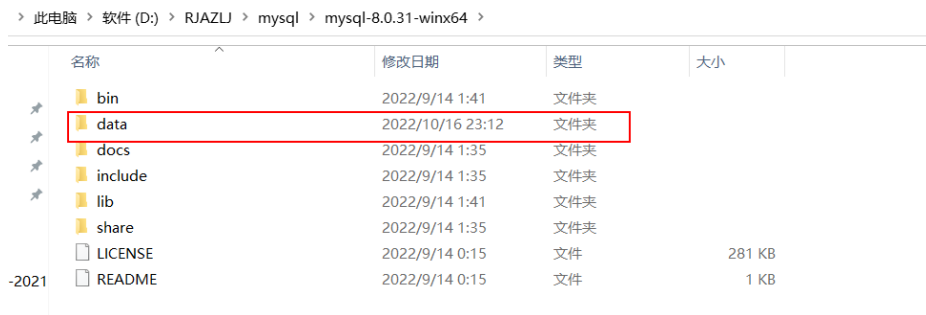 此电脑 > 软件 (D:) > RJAZLJ > mysql > mysql-8.0.31-winx64 >
名称 修改日期 类型 大小
bin 2022/9/14 1:41 文件夹
data 2022/10/16 23:12 文件夹
docs 2022/9/14 1:35 文件夹
include 2022/9/14 1:35 文件夹
lib 2022/9/14 1:41 文件夹
share 2022/9/14 1:35 文件夹
LICENSE 2022/9/14 0:15 文件 281 KB
-2021 README 2022/9/14 0:15 文件 1 KB